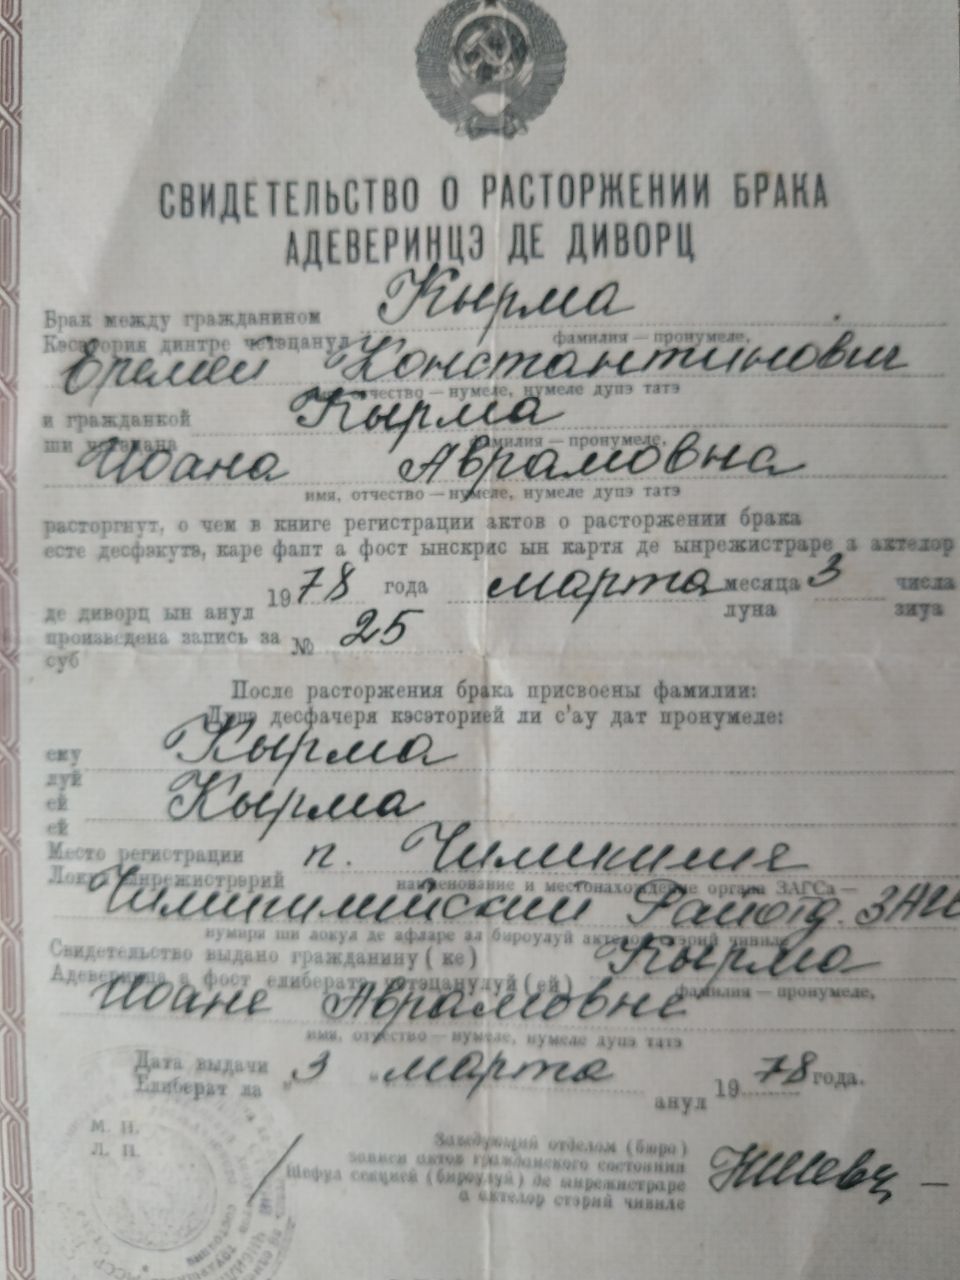 СВИДЕТЕЛЬСТВО О РАСТОРЖЕНИИ БРАКА
АДЕВЕРИНЦЭ ДЕ ДИВОРЦ
Брак между гражданином Кырма
Кэсэтория динтре четэцанул фамилия — пронумеле,
Еремей Константинович
имя, отчество — нумеле, нумеле дупэ татэ
и гражданкой Кырма
ши четэцана фамилия — пронумеле,
Иоана Аврамовна
имя, отчество — нумеле, нумеле дупэ татэ
расторгнут, о чем в книге регистрации актов о расторжении брака
есте десфэкутэ, каре фапт а фост ынскрис ын картя де ынрежистраре а актелор
1978 года марта месяца 3 числа
де диворц ын анул луна зиуа
произведена запись за № 25
суб
После расторжения брака присвоены фамилии:
Дупэ десфачеря кэсэторией ли с'ау дат пронумеле:
ему Кырма
луй
ей Кырма
ей
Место регистрации п. Чимишлия
Локул ынрежистрэрий наименование и местонахождение органа ЗАГСа —
Чимишлийский Райотд. ЗАГС
нумиря ши локул де афларе ал бироулуй актелор стэрий чивиле
Свидетельство выдано гражданину (ке) Кырма
Адеверинца а фост елибератэ четэцанулуй (ей) фамилия — пронумеле,
Иоане Аврамовне
имя, отчество — нумеле, нумеле дупэ татэ
Дата выдачи "3" марта 1978 года.
Елиберат ла анул
М. П.
Л. П.
Заведующий отделом (бюро)
записи актов гражданского состояния
Шефул секцией (бироулуй) де ынрежистраре
а актелор стэрий чивиле